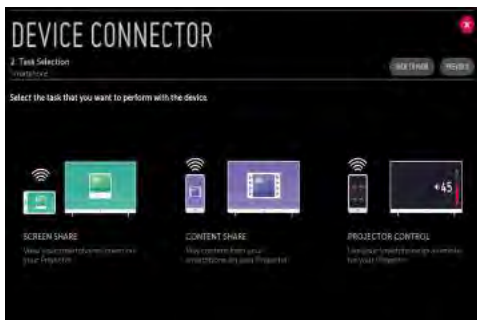 DEVICE CONNECTOR
x
2. Task Selection
Smartphone
BACK TO MAIN
PREVIOUS
Select the task that you want to perform with the device.
45
SCREEN SHARE
View your smartphone's screen on
your Projector.
CONTENT SHARE
Play content from your
smartphone on your Projector.
PROJECTOR CONTROL
Use your smartphone as a remote
for your Projector.